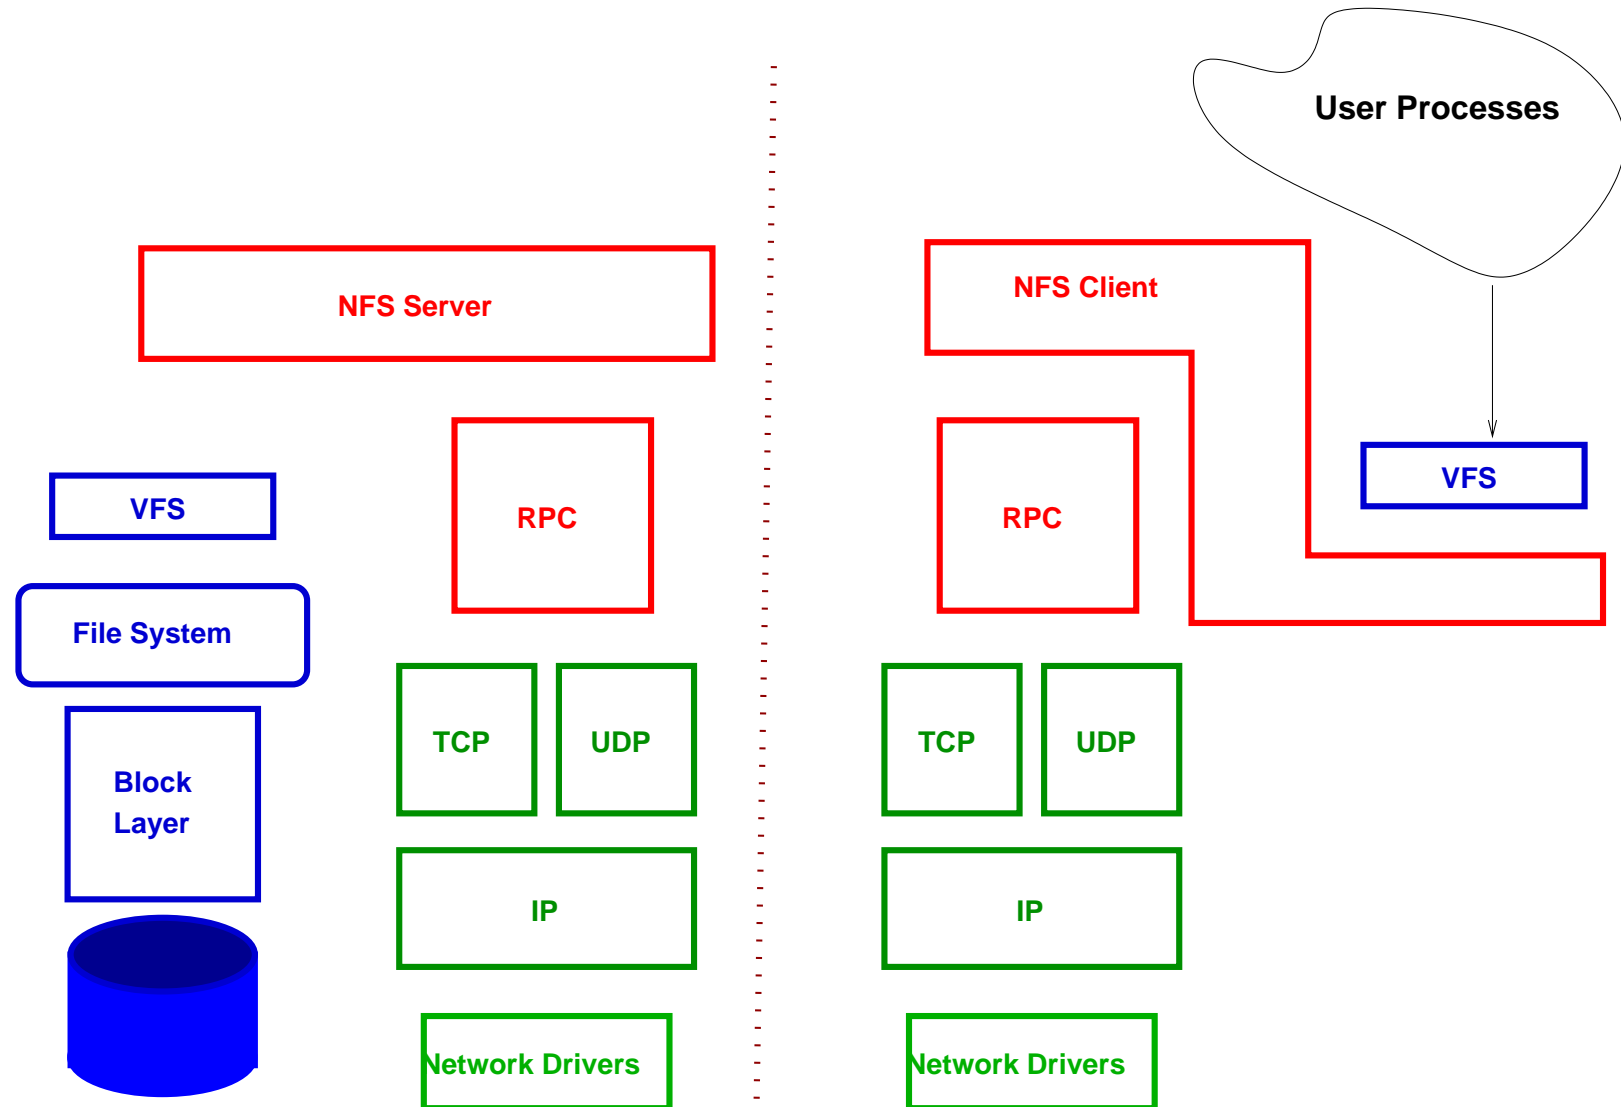 User Processes
NFS Server
NFS Client
VFS
RPC
RPC
VFS
File System
TCP
UDP
TCP
UDP
Block
Layer
IP
IP
Network Drivers
Network Drivers